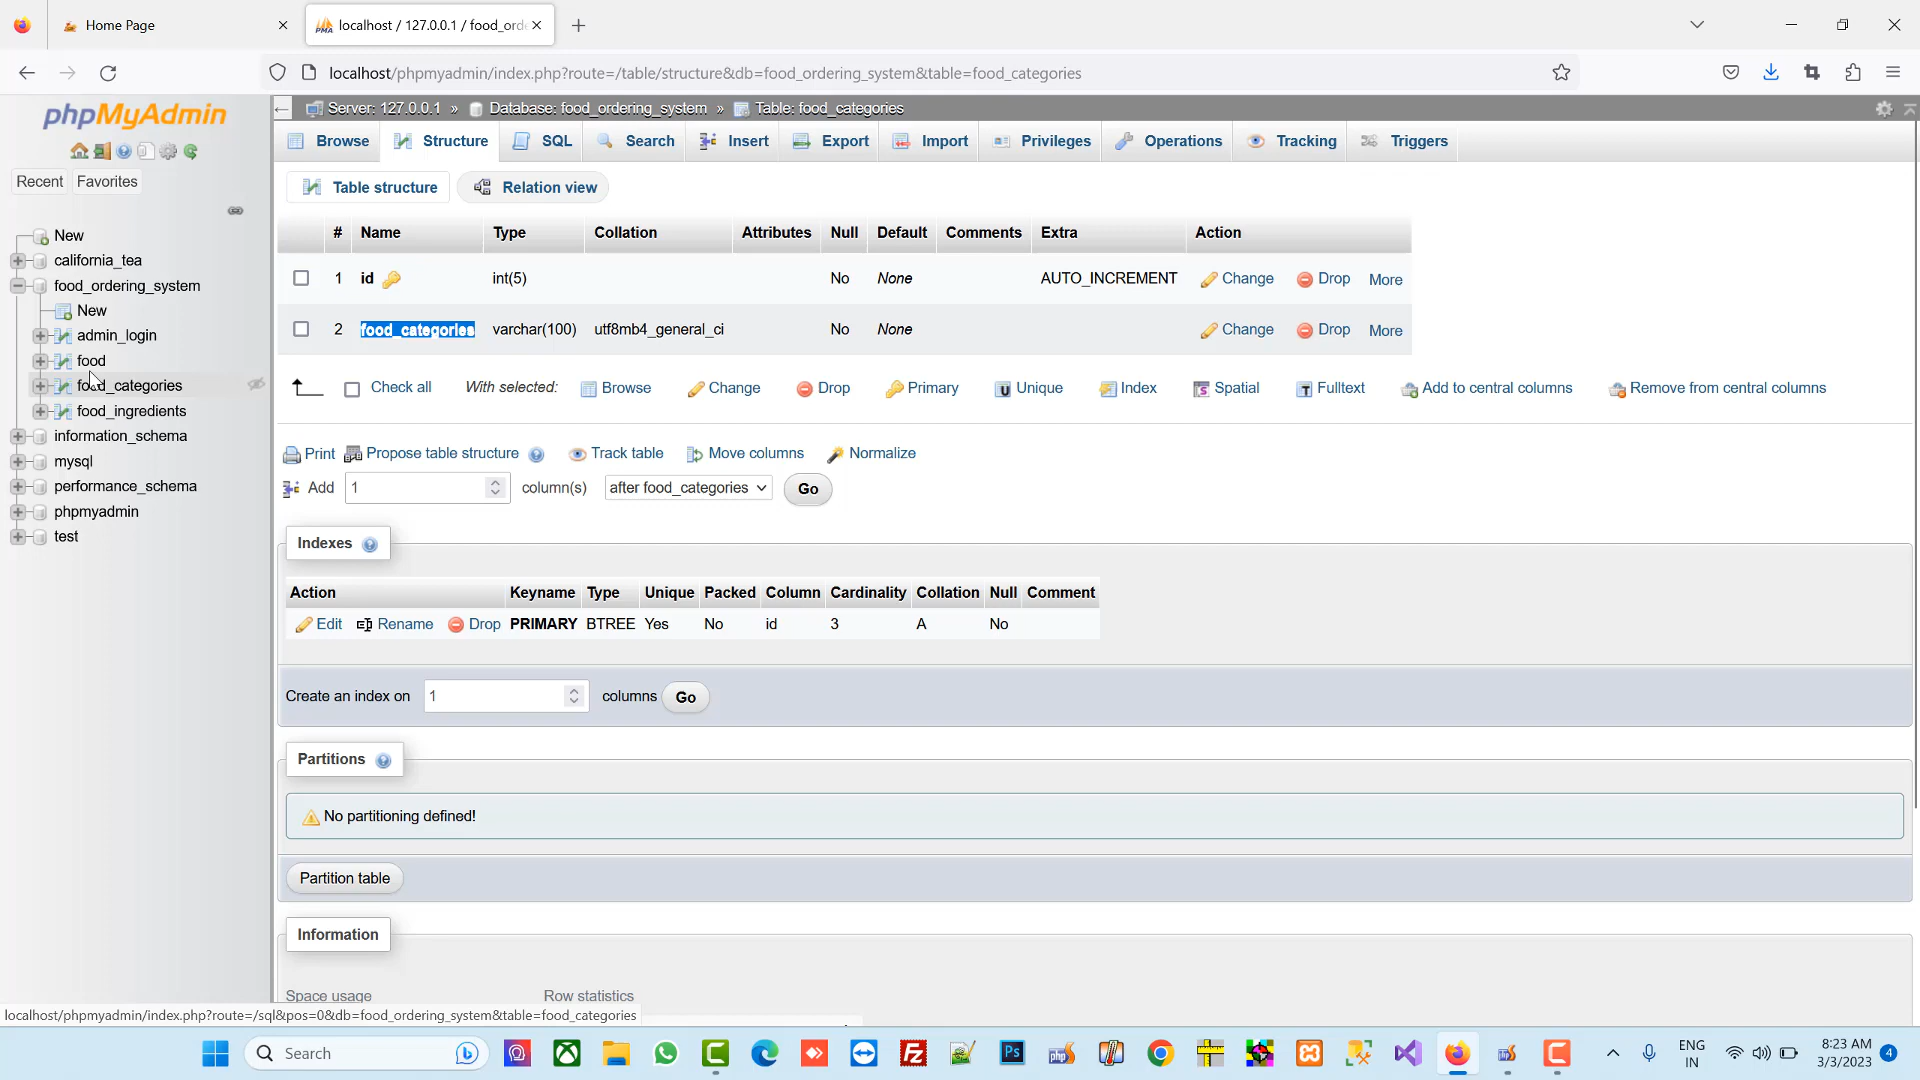 Home Page
localhost / 127.0.0.1 / food_orde
localhost/phpmyadmin/index.php?route=/table/structure&db=food_ordering_system&table=food_categories
phpMyAdmin
Recent Favorites
New
california_tea
food_ordering_system
New
admin_login
food
food_categories
food_ingredients
information_schema
mysql
performance_schema
phpmyadmin
test
Server: 127.0.0.1 » Database: food_ordering_system » Table: food_categories
Browse Structure SQL Search Insert Export Import Privileges Operations Tracking Triggers
Table structure Relation view
# Name Type Collation Attributes Null Default Comments Extra Action
1 id int(5) No None AUTO_INCREMENT Change Drop More
2 food_categories varchar(100) utf8mb4_general_ci No None Change Drop More
Check all With selected: Browse Change Drop Primary Unique Index Spatial Fulltext Add to central columns Remove from central columns
Print Propose table structure Track table Move columns Normalize
Add 1 column(s) after food_categories Go
Indexes
Action Keyname Type Unique Packed Column Cardinality Collation Null Comment
Edit Rename Drop PRIMARY BTREE Yes No id 3 A No
Create an index on 1 columns Go
Partitions
No partitioning defined!
Partition table
Information
Space usage Row statistics
localhost/phpmyadmin/index.php?route=/sql&pos=0&db=food_ordering_system&table=food_categories
Search
ENG
IN
8:23 AM
3/3/2023
4